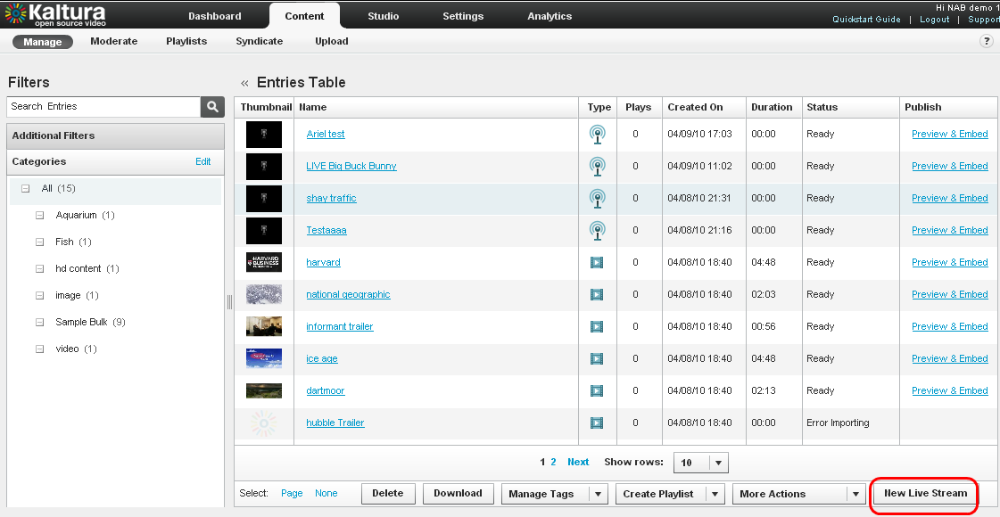 Kaltura
open source video
Dashboard Content Studio Settings Analytics
Hi NAB demo 1
Quickstart Guide | Logout | Support
Manage Moderate Playlists Syndicate Upload ?
Filters
Search Entries
Additional Filters
Categories Edit
All (15)
Aquarium (1)
Fish (1)
hd content (1)
image (1)
Sample Bulk (9)
video (1)
« Entries Table
Thumbnail Name Type Plays Created On Duration Status Publish
Ariel test 0 04/09/10 17:03 00:00 Ready Preview & Embed
LIVE Big Buck Bunny 0 04/09/10 11:02 00:00 Ready Preview & Embed
shay traffic 0 04/08/10 21:31 00:00 Ready Preview & Embed
Testaaaa 0 04/08/10 21:16 00:00 Ready Preview & Embed
HARVARD BUSINESS harvard 0 04/08/10 18:40 04:48 Ready Preview & Embed
national geographic 0 04/08/10 18:40 02:03 Ready Preview & Embed
informant trailer 0 04/08/10 18:40 00:56 Ready Preview & Embed
ice age 0 04/08/10 18:40 04:48 Ready Preview & Embed
dartmoor 0 04/08/10 18:40 02:13 Ready Preview & Embed
hubble Trailer 0 04/08/10 18:40 00:00 Error Importing
1 2 Next Show rows: 10
Select: Page None Delete Download Manage Tags Create Playlist More Actions New Live Stream